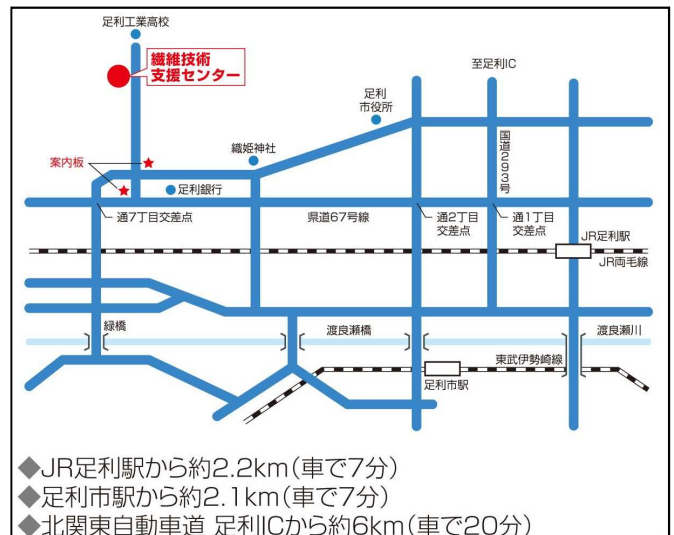 足利工業高校
繊維技術
支援センター
至足利IC
足利
市役所
織姫神社
国道293号
案内板
足利銀行
通7丁目交差点
県道67号線
通2丁目
交差点
通1丁目
交差点
JR足利駅
JR両毛線
緑橋
渡良瀬橋
渡良瀬川
東武伊勢崎線
足利市駅
◆JR足利駅から約2.2km(車で7分)
◆足利市駅から約2.1km(車で7分)
◆北関東自動車道 足利ICから約6km(車で20分)